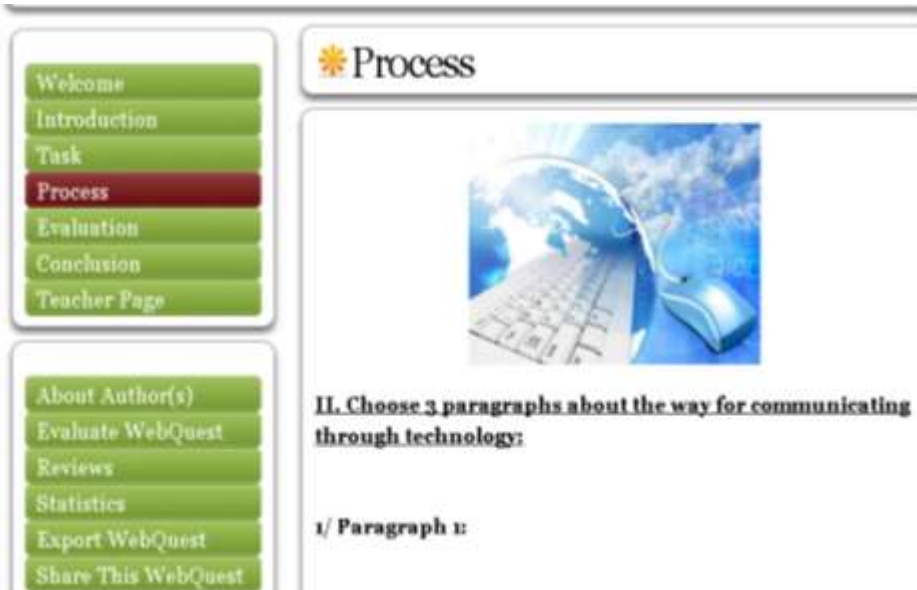 Welcome
Introduction
Task
Process
Evaluation
Conclusion
Teacher Page
About Author(s)
Evaluate WebQuest
Reviews
Statistics
Export WebQuest
Share This WebQuest
Process
II. Choose 3 paragraphs about the way for communicating
through technology:
1/ Paragraph 1: